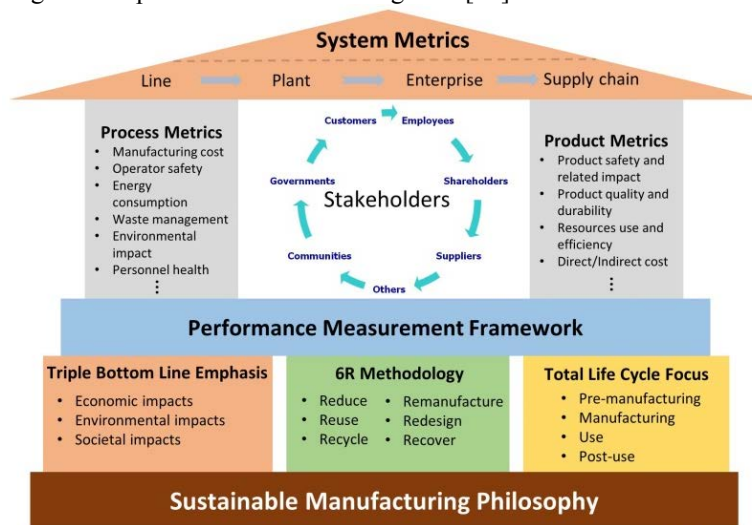 System Metrics
Line Plant Enterprise Supply chain
Process Metrics
• Manufacturing cost
• Operator safety
• Energy
consumption
• Waste management
• Environmental
impact
• Personnel health
⋮
Customers Employees
Governments Shareholders
Stakeholders
Communities Suppliers
Others
Product Metrics
• Product safety and
related impact
• Product quality and
durability
• Resources use and
efficiency
• Direct/Indirect cost
⋮
Performance Measurement Framework
Triple Bottom Line Emphasis
• Economic impacts
• Environmental impacts
• Societal impacts
6R Methodology
• Reduce • Remanufacture
• Reuse • Redesign
• Recycle • Recover
Total Life Cycle Focus
• Pre-manufacturing
• Manufacturing
• Use
• Post-use
Sustainable Manufacturing Philosophy